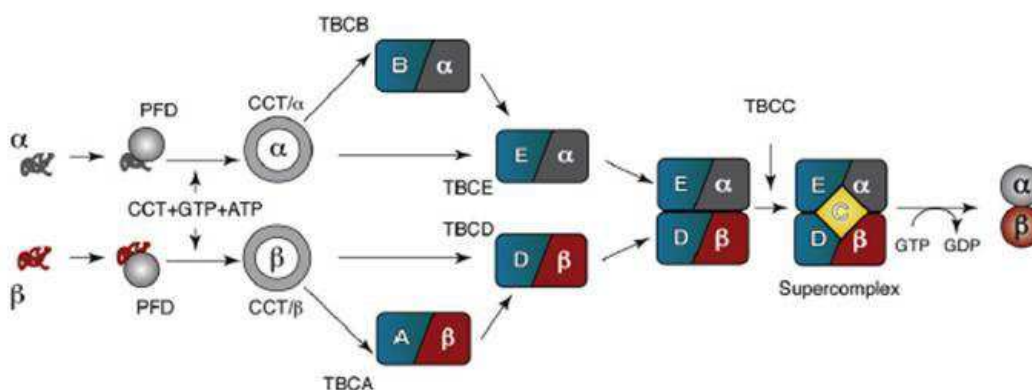 TBCB
B α
PFD
CCT/α
TBCC
α
α
E α
TBCE
E α
E α
C
α
CCT+GTP+ATP
TBCD
D β
D β
β
GTP GDP
β
β
D β
PFD
CCT/β
Supercomplex
A β
TBCA